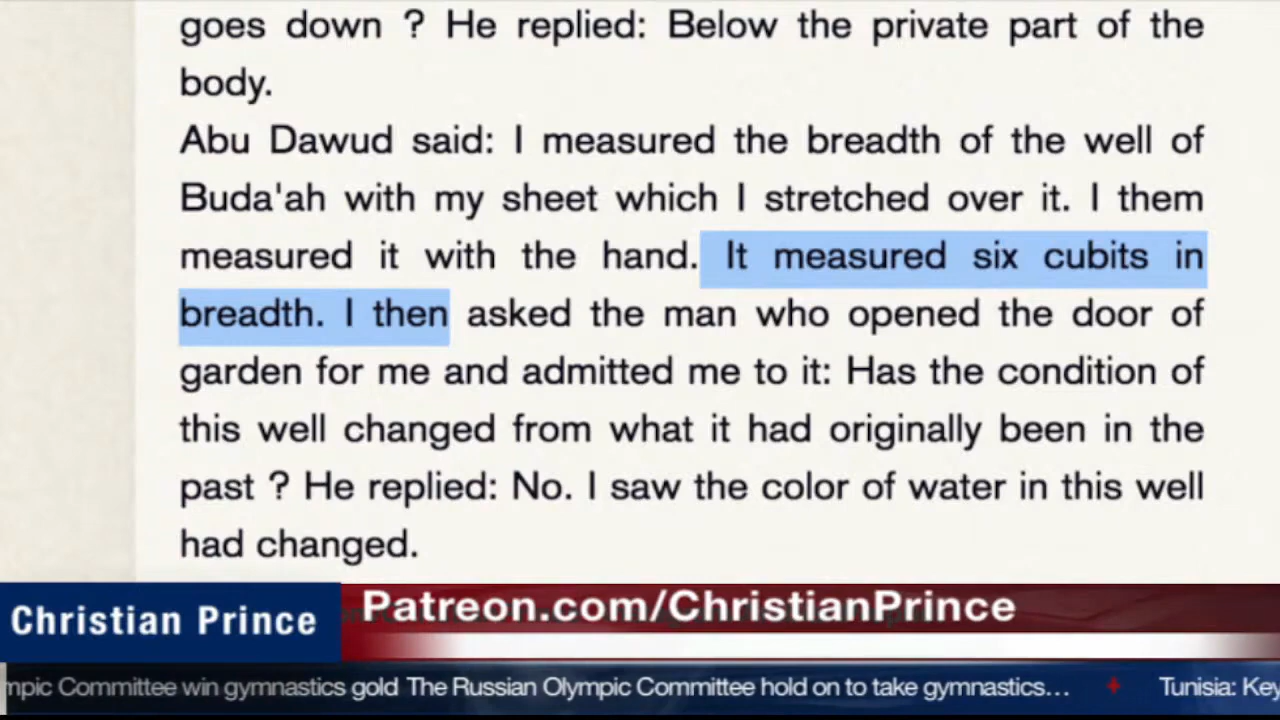 goes down ? He replied: Below the private part of the
body.
Abu Dawud said: I measured the breadth of the well of
Buda'ah with my sheet which I stretched over it. I them
measured it with the hand. It measured six cubits in
breadth. I then asked the man who opened the door of
garden for me and admitted me to it: Has the condition of
this well changed from what it had originally been in the
past ? He replied: No. I saw the color of water in this well
had changed.
Christian Prince
Patreon.com/ChristianPrince
mpic Committee win gymnastics gold The Russian Olympic Committee hold on to take gymnastics… Tunisia: Key